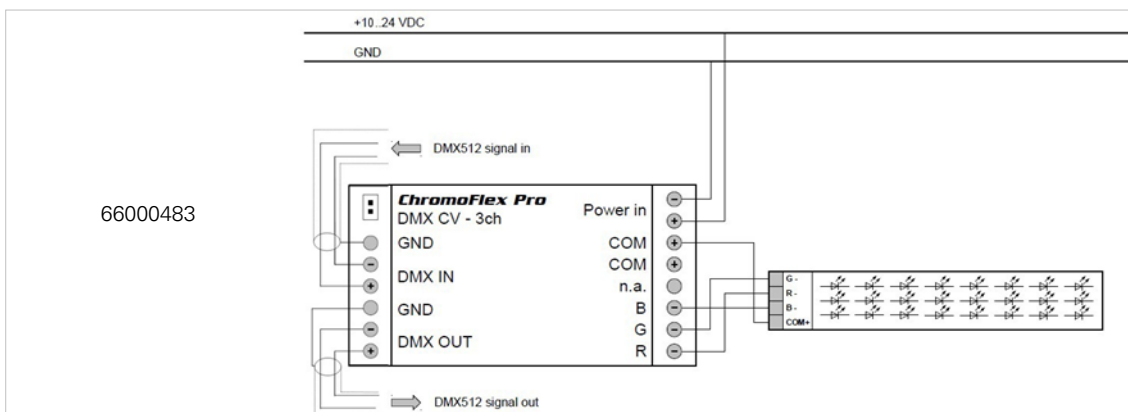 +10..24 VDC
GND
DMX512 signal in
66000483
ChromoFlex Pro
DMX CV - 3ch
GND
DMX IN
GND
DMX OUT
Power in
COM
COM
n.a.
B
G
R
G -
R -
B -
COM+
DMX512 signal out